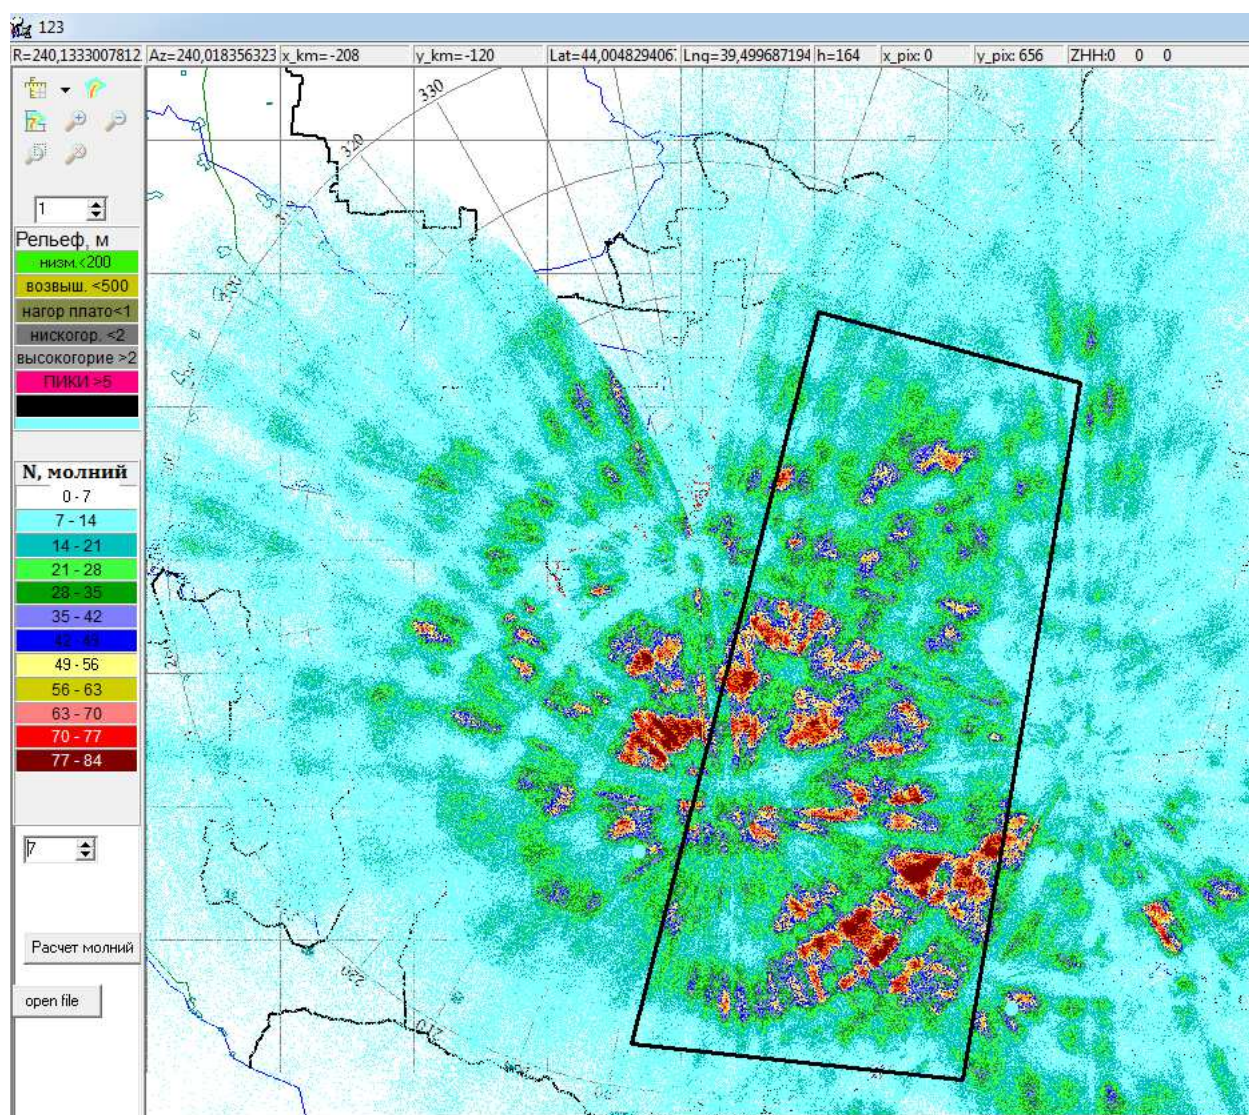 123
R=240,1333007812 Az=240,018356323 x_km= -208 y_km= -120 Lat=44,004829406 Lnq=39,499687194 h=164 x_pix: 0 y_pix: 656 ZHH:0 0 0
330
320
1
Рельеф, м
низм.<200
возвыш. <500
нагор плато<1
нискогор. <2
высокогорие >2
ПИКИ >5
N, молний
0 - 7
7 - 14
14 - 21
21 - 28
28 - 35
35 - 42
42 - 49
49 - 56
56 - 63
63 - 70
70 - 77
77 - 84
7
Расчет молний
220
open file
210